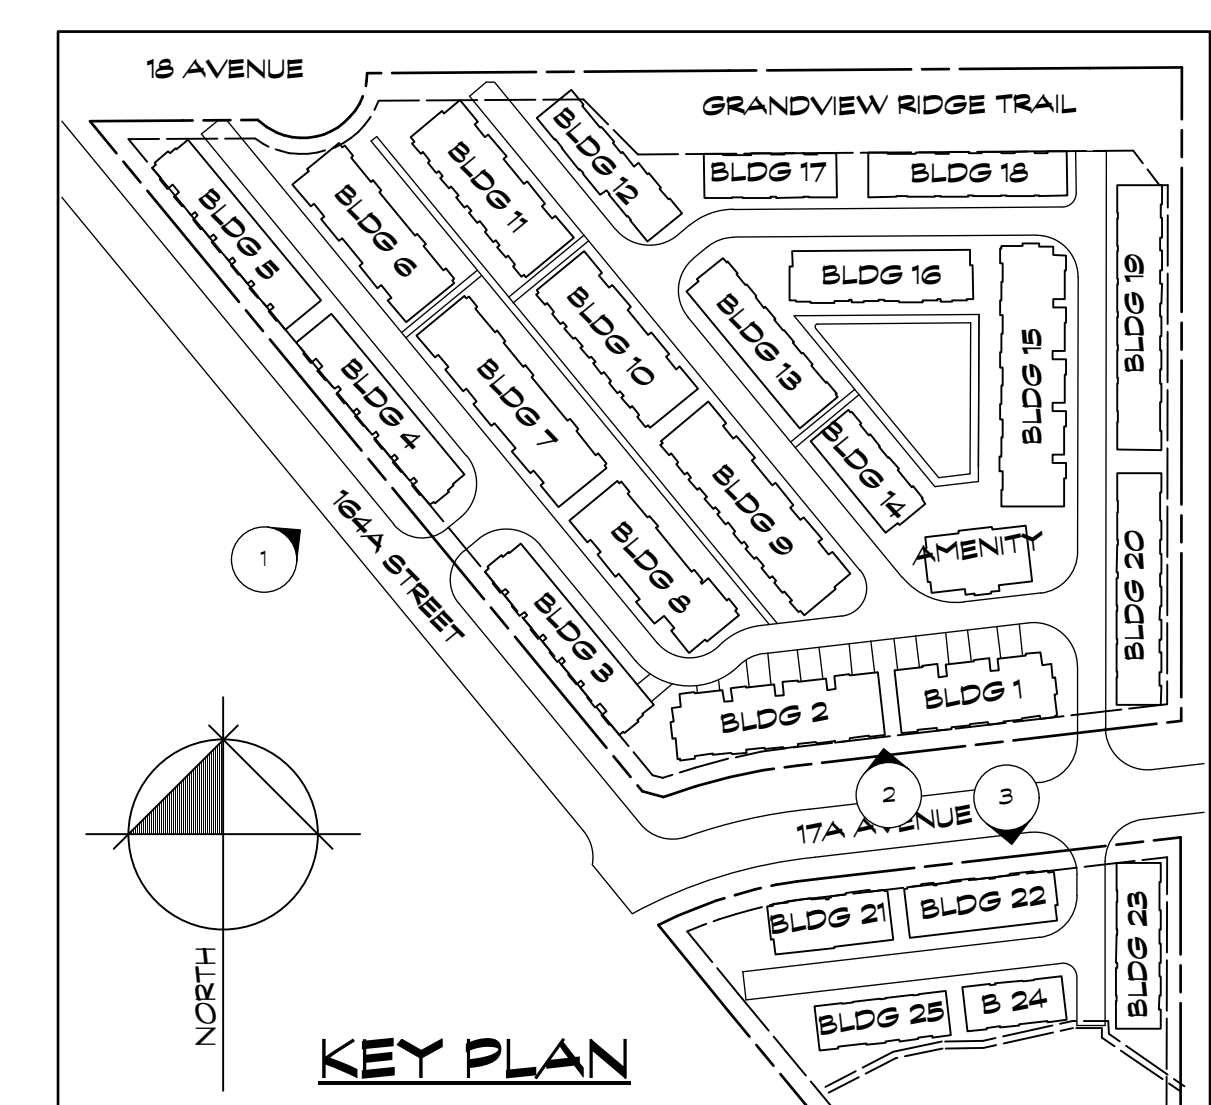 18 AVENUE
GRANDVIEW RIDGE TRAIL
BLDG 12
BLDG 11
BLDG 17
BLDG 18
BLDG 5
BLDG 6
BLDG 16
BLDG 19
BLDG 10
BLDG 13
BLDG 15
BLDG 4
BLDG 7
BLDG 14
BLDG 9
164A STREET
1
AMENITY
BLDG 8
BLDG 20
BLDG 3
BLDG 2
BLDG 1
2
3
17A AVENUE
BLDG 21
BLDG 22
BLDG 23
NORTH
BLDG 25
B 24
KEY PLAN